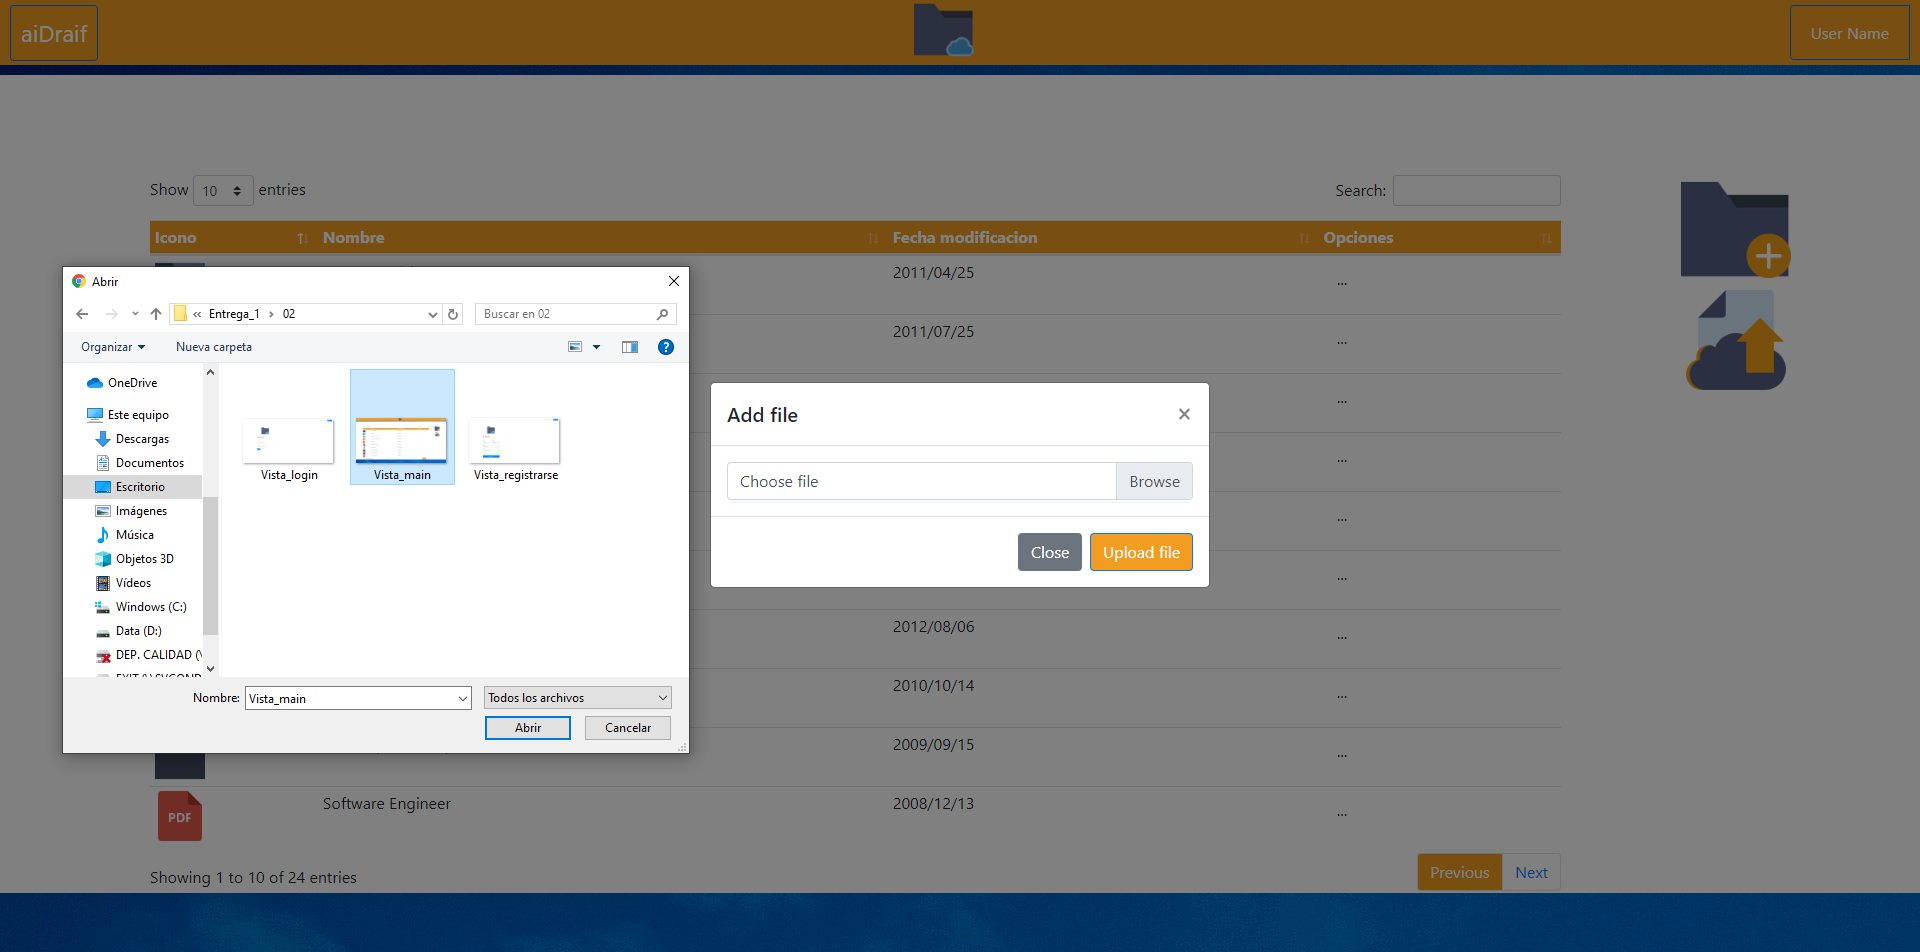 aiDraif
User Name
Show 10 entries
Search:
Icono Nombre Fecha modificacion Opciones
2011/04/25
...
2011/07/25
...
...
...
...
...
2012/08/06
...
2010/10/14
...
2009/09/15
...
PDF Software Engineer 2008/12/13
...
Showing 1 to 10 of 24 entries
Previous Next
Abrir
« Entrega_1 › 02
Buscar en 02
Organizar
Nueva carpeta
OneDrive
Este equipo
Descargas
Documentos
Escritorio
Imágenes
Música
Objetos 3D
Vídeos
Windows (C:)
Data (D:)
DEP. CALIDAD (
Vista_login
Vista_main
Vista_registrarse
Nombre: Vista_main
Todos los archivos
Abrir
Cancelar
Add file
×
Choose file
Browse
Close
Upload file